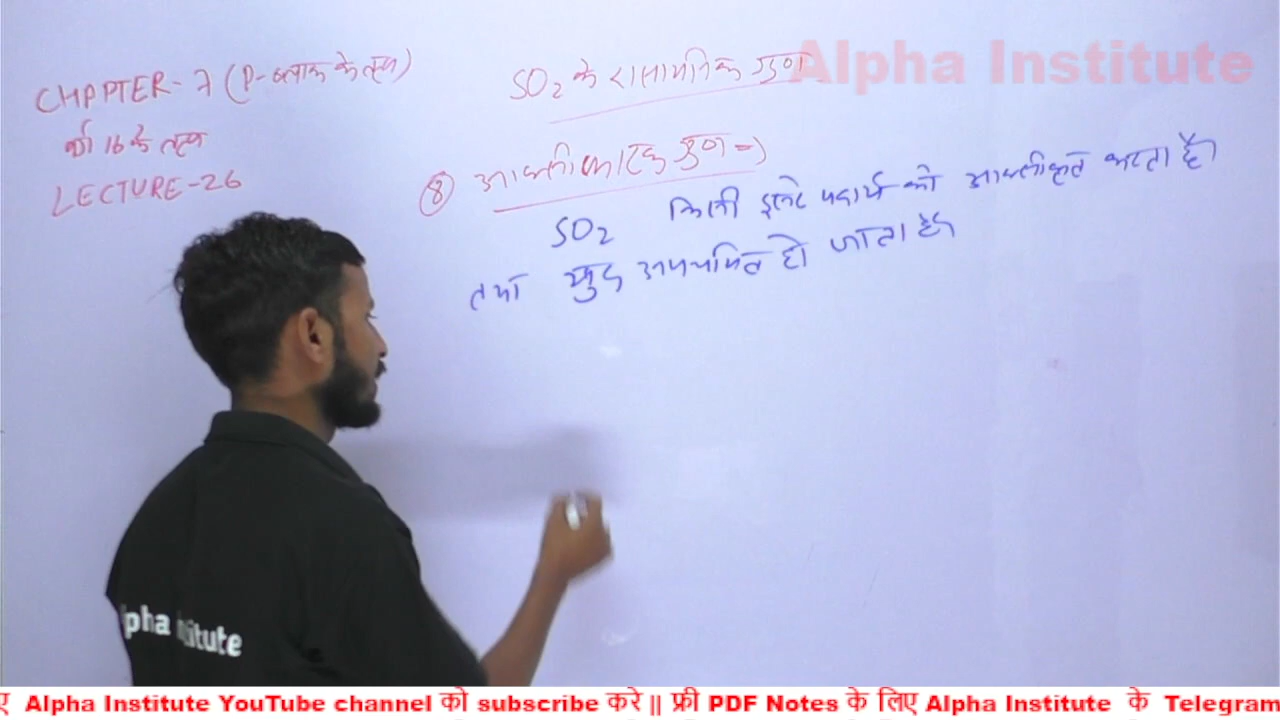 Alpha Institute
CHAPTER-7 (P-ब्लाक के तत्व)
वर्ग 16 के तत्व
LECTURE-26
SO2 के रासायनिक गुण
(8) आक्सीकारक गुण =>
SO2 किसी दूसरे पदार्थ को आक्सीकृत करता है।
तथा खुद अपचयित हो जाता है।
lpha Institute
ए Alpha Institute YouTube channel को subscribe करे || फ्री PDF Notes के लिए Alpha Institute के Telegram